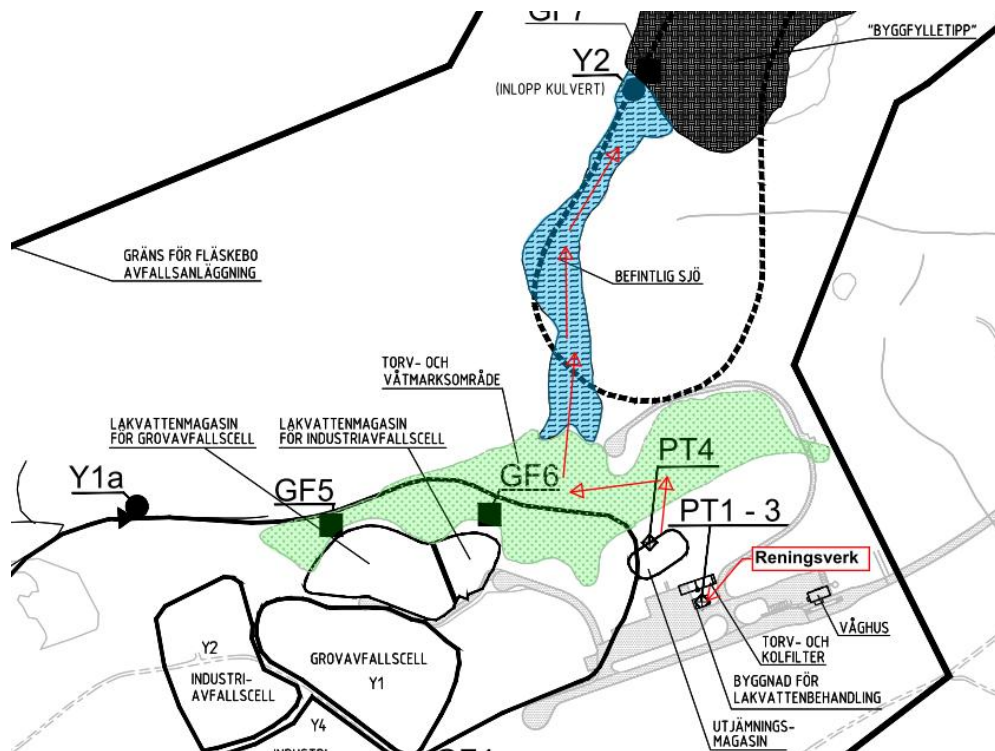 GF7
"BYGGFYLLETIPP"
Y2
(INLOPP KULVERT)
GRÄNS FÖR FLÄSKEBO
AVFALLSANLÄGGNING
BEFINTLIG SJÖ
TORV- OCH
VÅTMARKSOMRÅDE
LAKVATTENMAGASIN
FÖR GROVAVFALLSCELL
LAKVATTENMAGASIN
FÖR INDUSTRIAVFALLSCELL
PT4
Y1a
GF5
GF6
PT1 - 3
Reningsverk
VÅGHUS
TORV- OCH
KOLFILTER
BYGGNAD FÖR
LAKVATTENBEHANDLING
UTJÄMNINGS-
MAGASIN
Y2
INDUSTRI-
AVFALLSCELL
GROVAVFALLSCELL
Y1
Y4